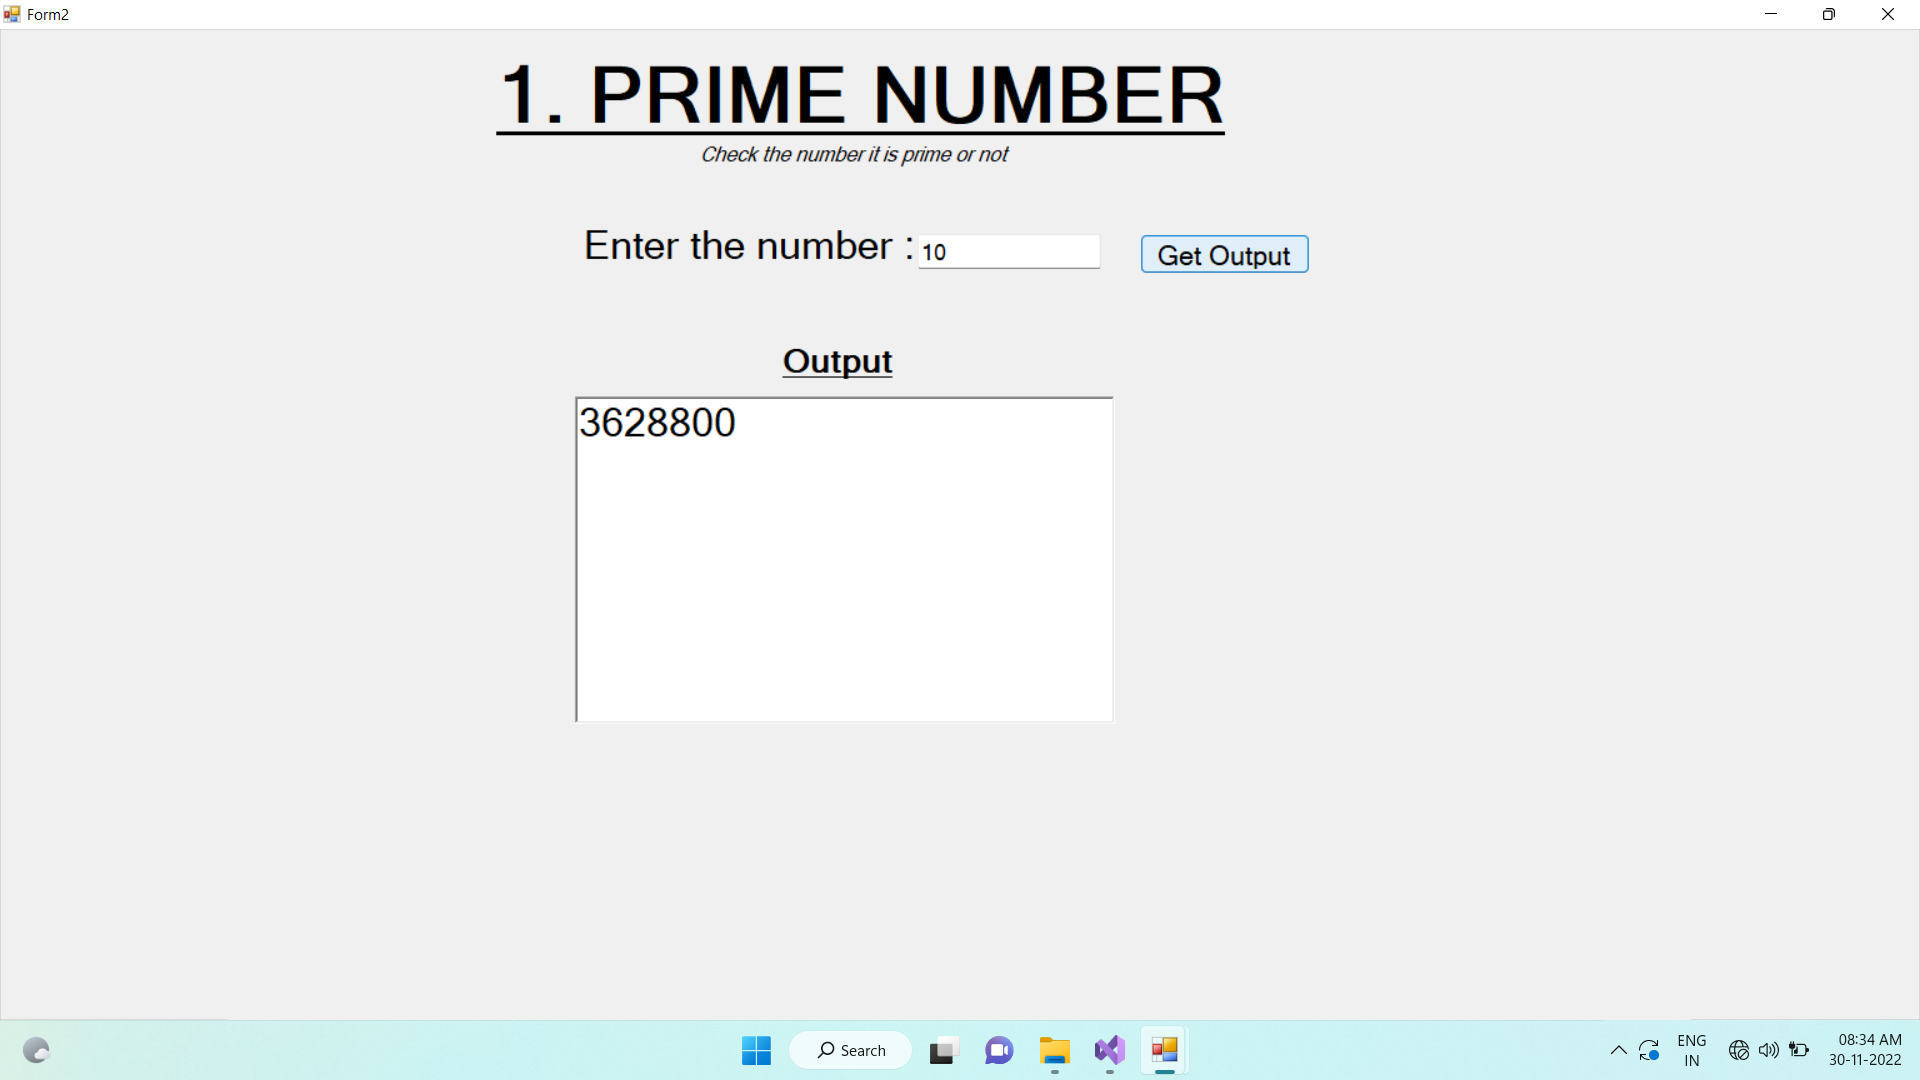 Form2
1. PRIME NUMBER
Check the number it is prime or not
Enter the number : 10 Get Output
Output
3628800
Search
ENG
IN
08:34 AM
30-11-2022